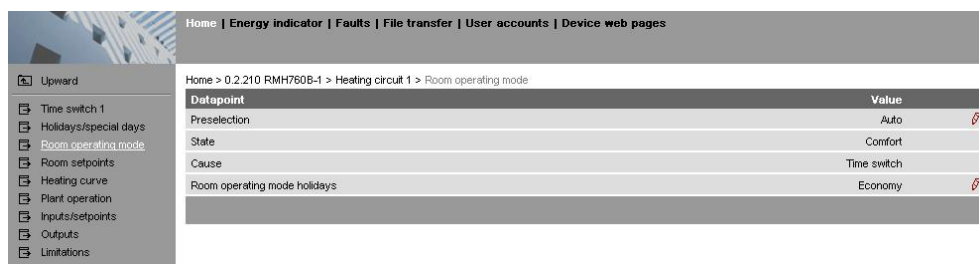 Home | Energy indicator | Faults | File transfer | User accounts | Device web pages
Upward
Time switch 1
Holidays/special days
Room operating mode
Room setpoints
Heating curve
Plant operation
Inputs/setpoints
Outputs
Limitations
Home > 0.2.210 RMH760B-1 > Heating circuit 1 > Room operating mode
Datapoint Value
Preselection Auto
State Comfort
Cause Time switch
Room operating mode holidays Economy